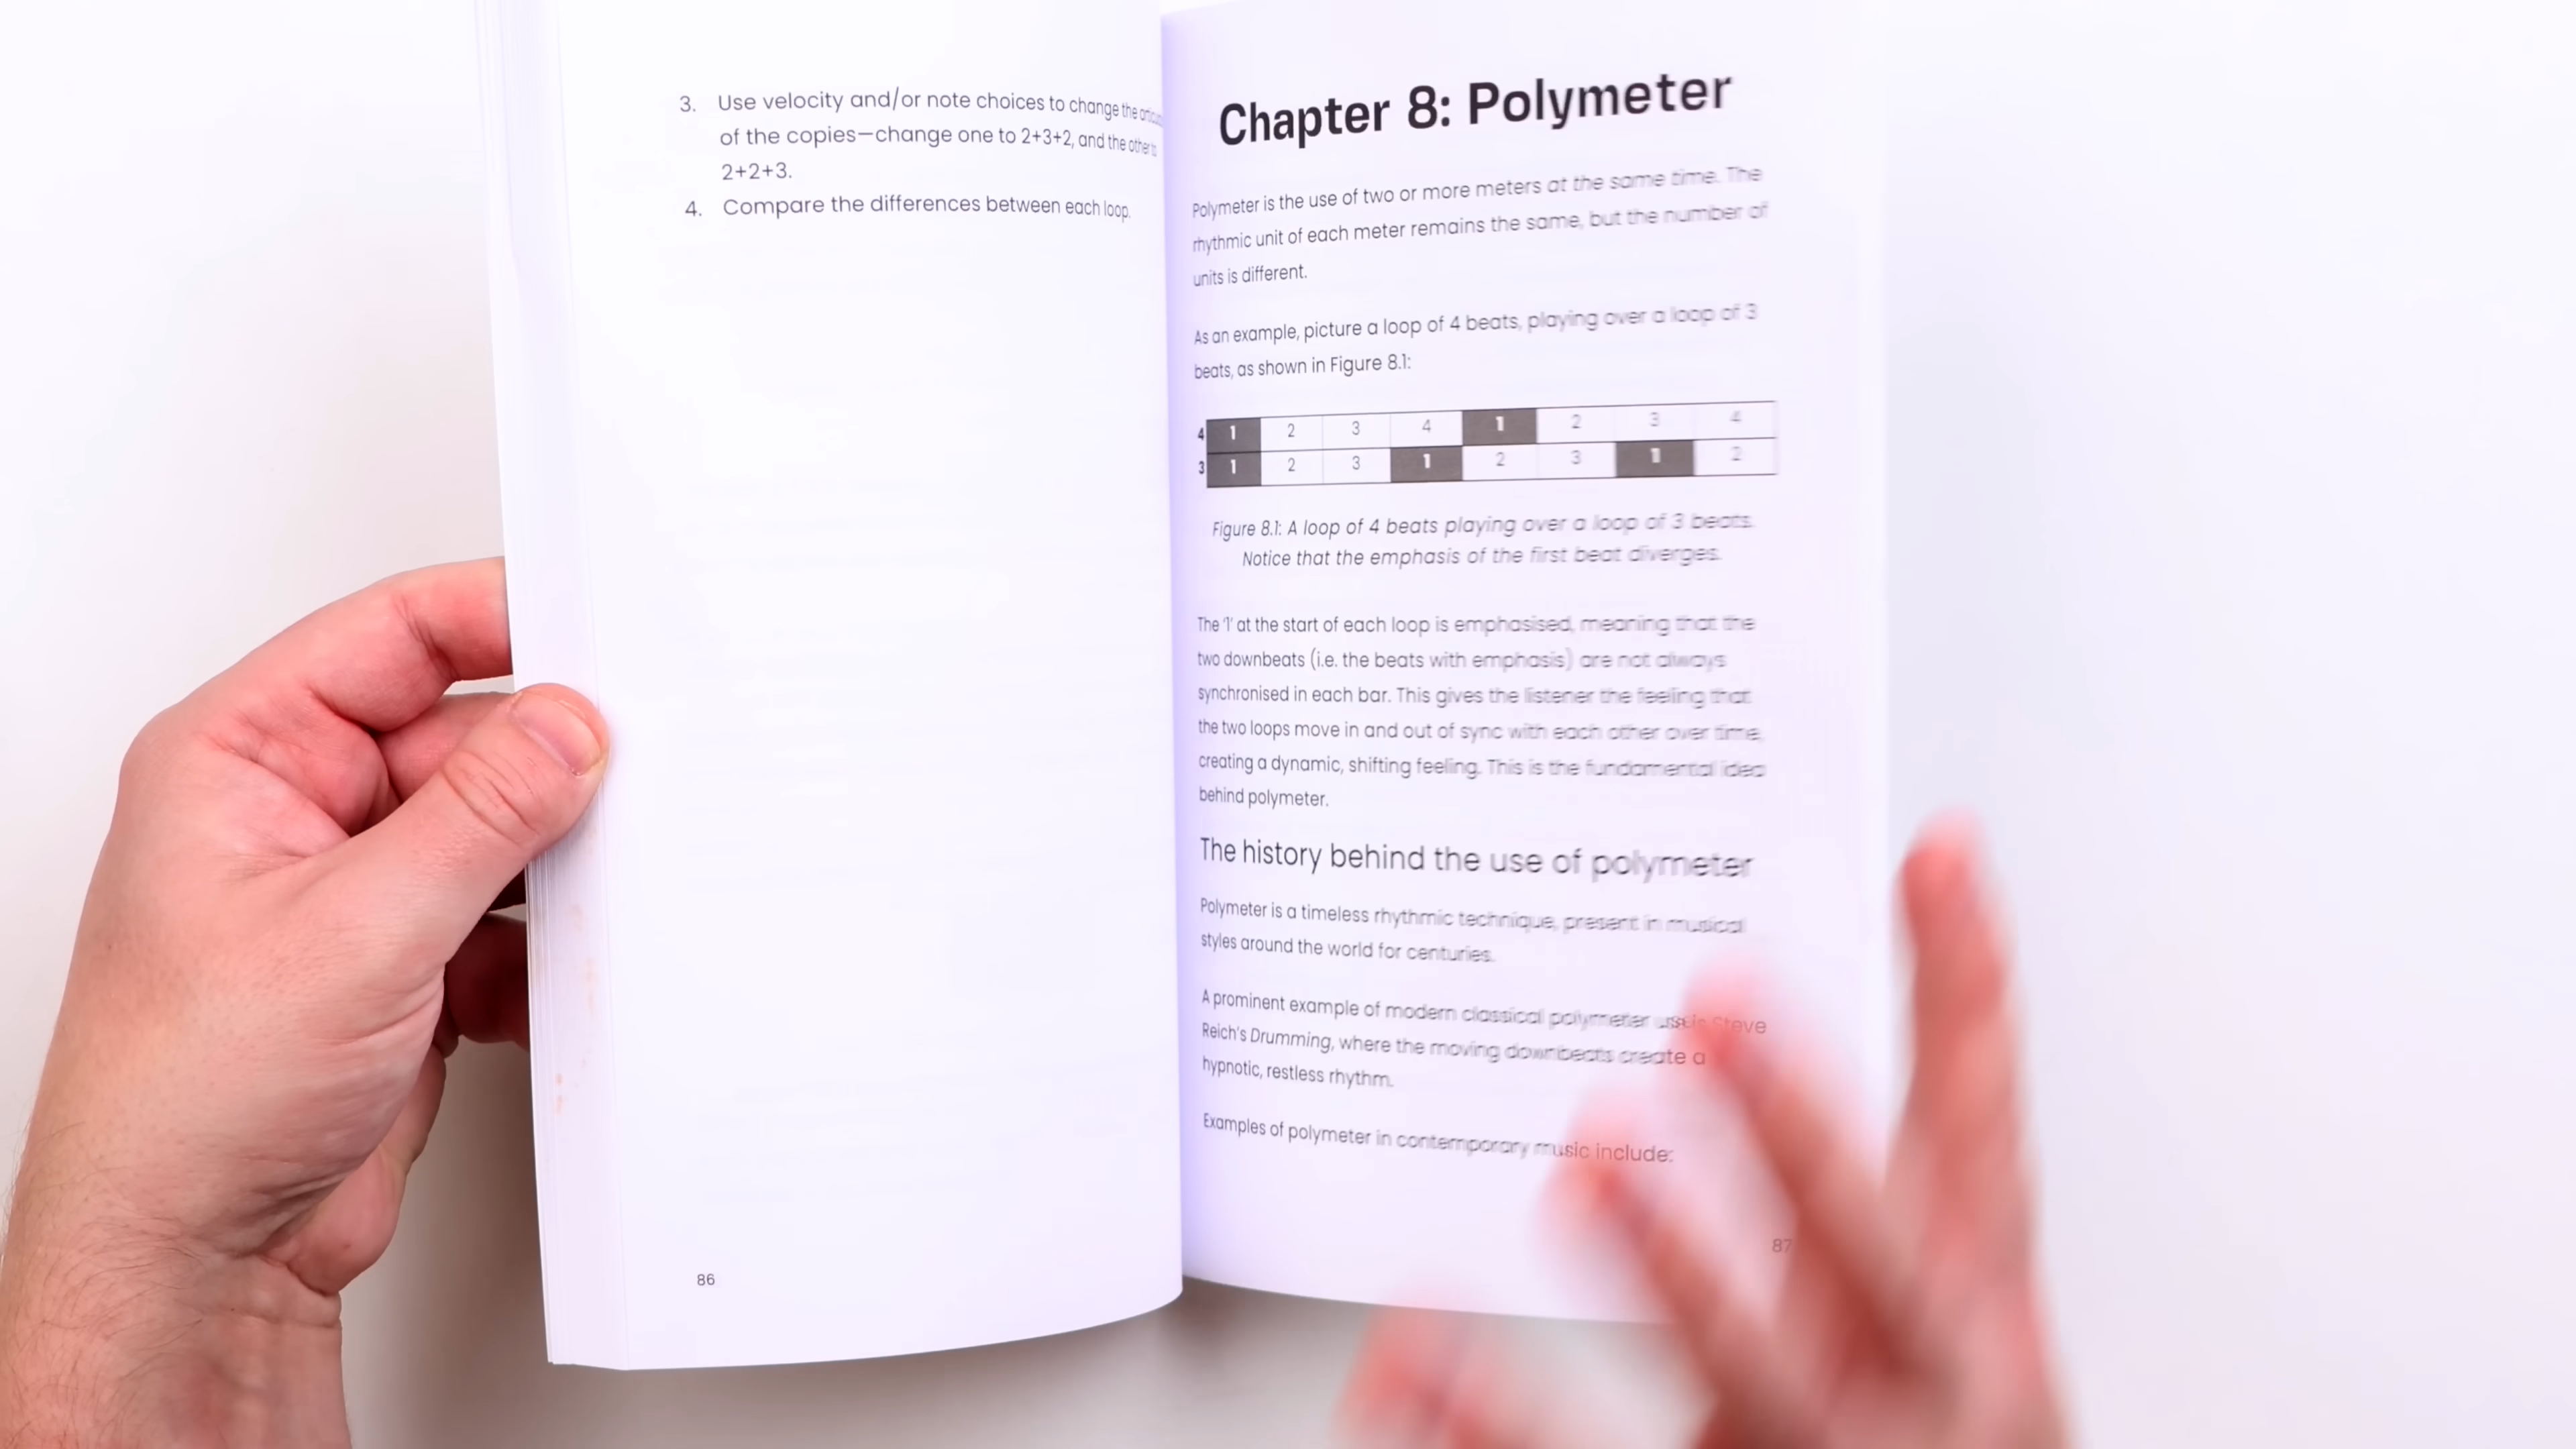 3. Use velocity and/or note choices to change the
of the copies—change one to 2+3+2, and the other to
2+2+3.
4. Compare the differences between each loop.
86
Chapter 8: Polymeter
Polymeter is the use of two or more meters at the same time. The
rhythmic unit of each meter remains the same, but the number of
units is different.
As an example, picture a loop of 4 beats, playing over a loop of 3
beats, as shown in Figure 8.1:
4 1 2 3 4 1 2 3 4
3 1 2 3 1 2 3 1 2
Figure 8.1: A loop of 4 beats playing over a loop of 3 beats.
Notice that the emphasis of the first beat diverges.
The '1' at the start of each loop is emphasised, meaning that the
two downbeats (i.e. the beats with emphasis) are not always
synchronised in each bar. This gives the listener the feeling that
the two loops move in and out of sync with each other over time,
creating a dynamic, shifting feeling. This is the fundamental idea
behind polymeter.
The history behind the use of polymeter
Polymeter is a timeless rhythmic technique, present in musical
styles around the world for centuries.
A prominent example of modern classical polymeter use is Steve
Reich's Drumming, where the moving downbeats create a
hypnotic, restless rhythm.
Examples of polymeter in contemporary music include:
87